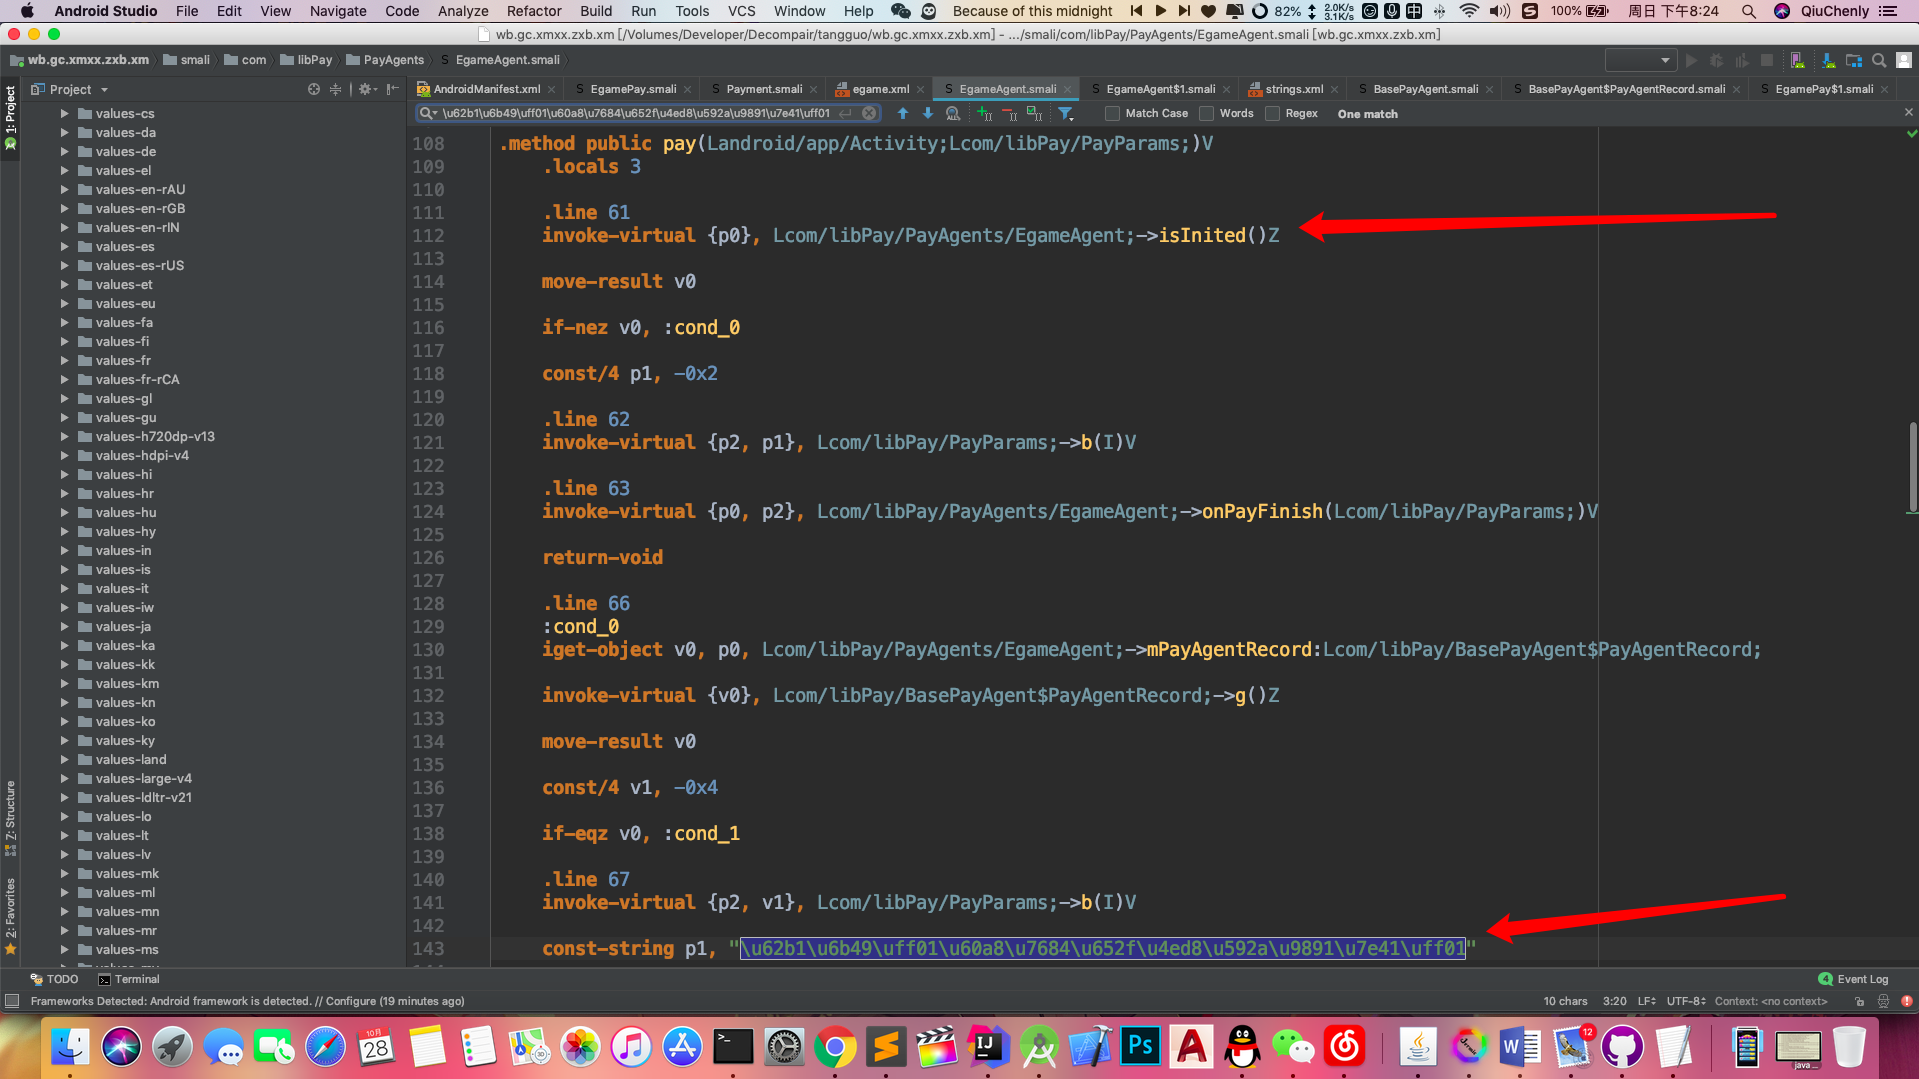 Android Studio File Edit View Navigate Code Analyze Refactor Build Run Tools VCS Window Help Because of this midnight 82% 2.0K/s 3.1K/s 100% 周日 下午8:24 QiuChenly
wb.gc.xmxx.zxb.xm [/Volumes/Developer/Decompair/tangguo/wb.gc.xmxx.zxb.xm] - .../smali/com/libPay/PayAgents/EgameAgent.smali [wb.gc.xmxx.zxb.xm]
wb.gc.xmxx.zxb.xm smali com libPay PayAgents EgameAgent.smali
Project AndroidManifest.xml EgamePay.smali Payment.smali egame.xml EgameAgent.smali EgameAgent$1.smali strings.xml BasePayAgent.smali BasePayAgent$PayAgentRecord.smali EgamePay$1.smali
\u62b1\u6b49\uff01\u60a8\u7684\u652f\u4ed8\u592a\u9891\u7e41\uff01 Match Case Words Regex One match
1: Project
Z: Structure
2: Favorites
values-cs
values-da
values-de
values-el
values-en-rAU
values-en-rGB
values-en-rIN
values-es
values-es-rUS
values-et
values-eu
values-fa
values-fi
values-fr
values-fr-rCA
values-gl
values-gu
values-h720dp-v13
values-hdpi-v4
values-hi
values-hr
values-hu
values-hy
values-in
values-is
values-it
values-iw
values-ja
values-ka
values-kk
values-km
values-kn
values-ko
values-ky
values-land
values-large-v4
values-ldltr-v21
values-lo
values-lt
values-lv
values-mk
values-ml
values-mn
values-mr
values-ms
108 .method public pay(Landroid/app/Activity;Lcom/libPay/PayParams;)V
109 .locals 3
110
111 .line 61
112 invoke-virtual {p0}, Lcom/libPay/PayAgents/EgameAgent;->isInited()Z
113
114 move-result v0
115
116 if-nez v0, :cond_0
117
118 const/4 p1, -0x2
119
120 .line 62
121 invoke-virtual {p2, p1}, Lcom/libPay/PayParams;->b(I)V
122
123 .line 63
124 invoke-virtual {p0, p2}, Lcom/libPay/PayAgents/EgameAgent;->onPayFinish(Lcom/libPay/PayParams;)V
125
126 return-void
127
128 .line 66
129 :cond_0
130 iget-object v0, p0, Lcom/libPay/PayAgents/EgameAgent;->mPayAgentRecord:Lcom/libPay/BasePayAgent$PayAgentRecord;
131
132 invoke-virtual {v0}, Lcom/libPay/BasePayAgent$PayAgentRecord;->g()Z
133
134 move-result v0
135
136 const/4 v1, -0x4
137
138 if-eqz v0, :cond_1
139
140 .line 67
141 invoke-virtual {p2, v1}, Lcom/libPay/PayParams;->b(I)V
142
143 const-string p1, "\u62b1\u6b49\uff01\u60a8\u7684\u652f\u4ed8\u592a\u9891\u7e41\uff01"
TODO Terminal 4 Event Log
Frameworks Detected: Android framework is detected. // Configure (19 minutes ago) 10 chars 3:20 LF UTF-8 Context: <no context>
10月 28 Ps 12